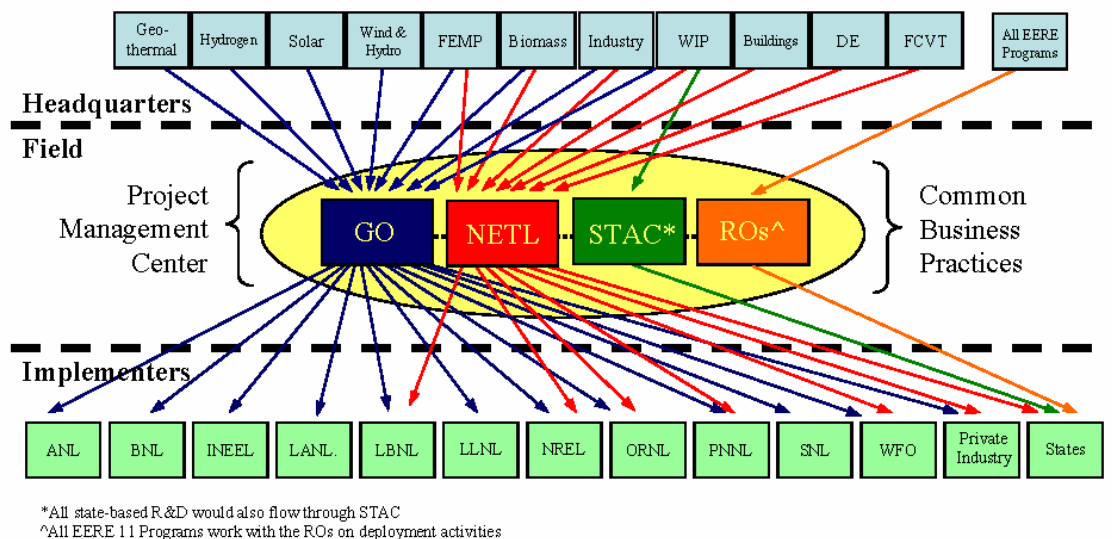 Geo-
thermal
Hydrogen
Solar
Wind &
Hydro
FEMP
Biomass
Industry
WIP
Buildings
DE
FCVT
All EERE
Programs
Headquarters
Field
Project
Management
Center
GO
NETL
STAC*
ROs^
Common
Business
Practices
Implementers
ANL
BNL
INEEL
LANL.
LBNL
LLNL
NREL
ORNL
PNNL
SNL
WFO
Private
Industry
States
*All state-based R&D would also flow through STAC
^All EERE 11 Programs work with the ROs on deployment activities